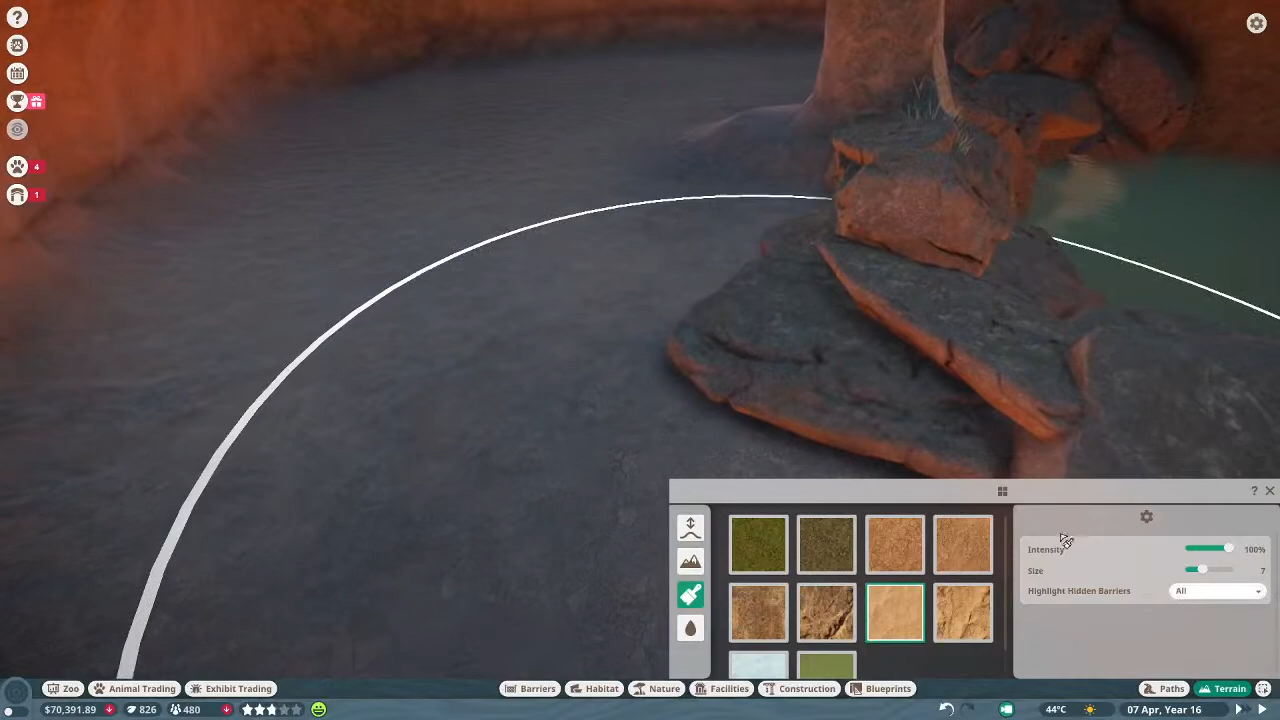 ?
4
1
?
Intensity 100%
Size 7
Highlight Hidden Barriers All
Zoo Animal Trading Exhibit Trading Barriers Habitat Nature Facilities Construction Blueprints Paths Terrain
$70,391.89 826 480 44°C 07 Apr, Year 16